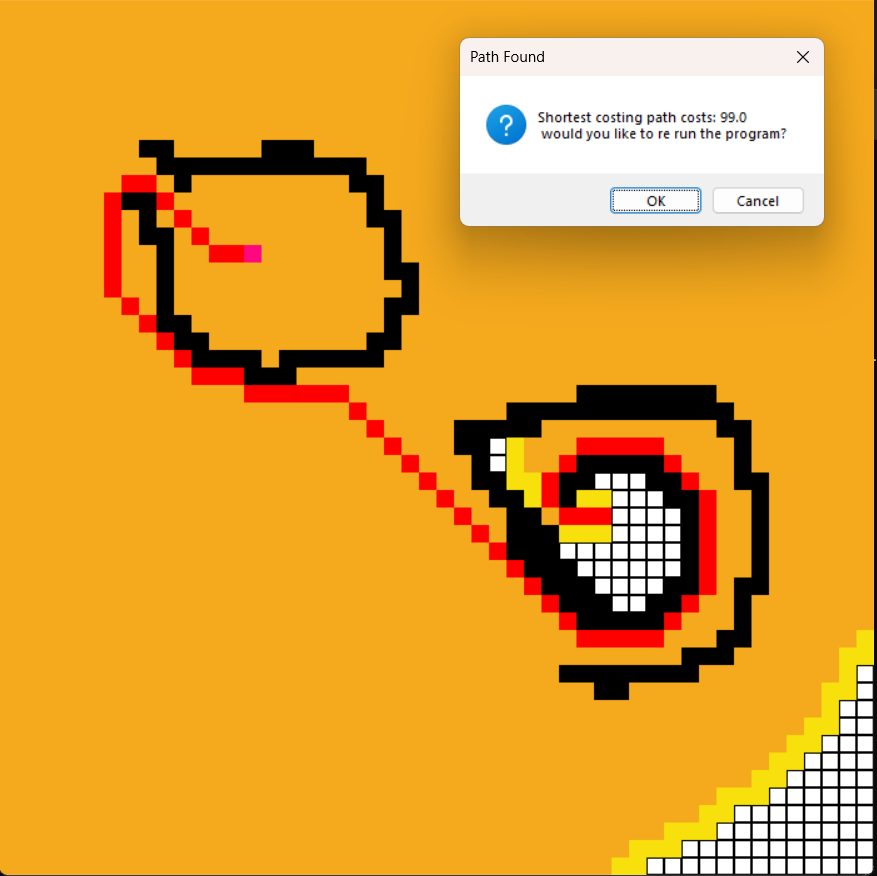 Path Found
Shortest costing path costs: 99.0
would you like to re run the program?
OK
Cancel